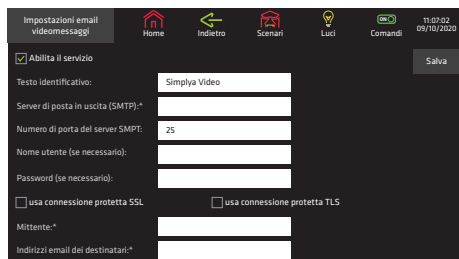 Impostazioni email
videomessaggi
Home
Indietro
Scenari
Luci
ON
Comandi
11:07:02
09/10/2020
Abilita il servizio
Salva
Testo identificativo: Simplya Video
Server di posta in uscita (SMTP):*
Numero di porta del server SMPT: 25
Nome utente (se necessario):
Password (se necessario):
usa connessione protetta SSL usa connessione protetta TLS
Mittente:*
Indirizzi email dei destinatari:*